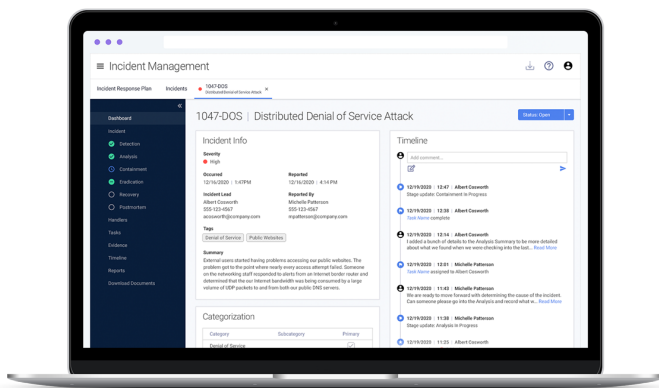 Incident Management
Incident Response Plan
Incidents
1047-DOS
Distributed Denial of Service Attack
1047-DOS | Distributed Denial of Service Attack
Status: Open
Dashboard
Incident
Detection
Analysis
Containment
Eradication
Recovery
Postmortem
Handlers
Tasks
Evidence
Timeline
Reports
Download Documents
Incident Info
Severity
High
Occurred
12/16/2020 | 1:47PM
Reported
12/16/2020 | 4:14 PM
Incident Lead
Albert Cosworth
555-123-4567
acosworth@company.com
Reported By
Michelle Patterson
555-123-4567
mpatterson@company.com
Tags
Denial of Service
Public Websites
Summary
External users started having problems accessing our public websites. The
problem got to the point where nearly every access attempt failed. Someone
on the networking staff responded to alerts from an Internet border router and
determined that the our Internet bandwidth was being consumed by a large
volume of UDP packets to and from both our public DNS servers.
Categorization
Category Subcategory Primary
Denial of Service
Timeline
Add comment...
12/19/2020 | 12:47 | Albert Cosworth
Stage update: Containment In Progress
12/19/2020 | 12:38 | Albert Cosworth
Task Name complete
12/19/2020 | 12:14 | Albert Cosworth
I added a bunch of details to the Analysis Summary to be more detailed
about what we found when we were checking into the last... Read More
12/19/2020 | 12:01 | Michelle Patterson
Task Name assigned to Albert Cosworth
12/19/2020 | 11:43 | Michelle Patterson
We are ready to move forward with determining the cause of the incident.
Can someone please go into the Analysis and record what w... Read More
12/19/2020 | 11:38 | Michelle Patterson
Stage update: Analysis In Progress
12/19/2020 | 11:25 | Albert Cosworth